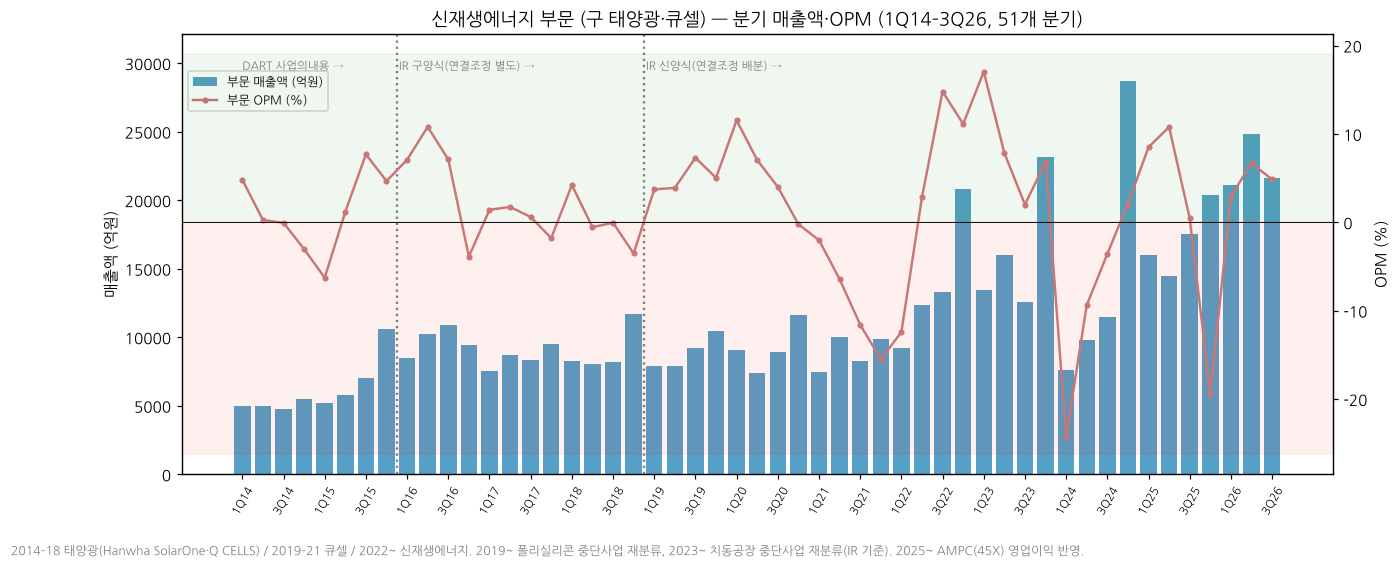 신재생에너지 부문 (구 태양광·큐셀) — 분기 매출액·OPM (1Q14-3Q26, 51개 분기)
DART 사업의내용 →
IR 구양식(연결조정 별도) →
IR 신양식(연결조정 배분) →
부문 매출액 (억원)
부문 OPM (%)
매출액 (억원)
30000
25000
20000
15000
10000
5000
0
20
10
0
-10
-20
OPM (%)
1Q14 3Q14 1Q15 3Q15 1Q16 3Q16 1Q17 3Q17 1Q18 3Q18 1Q19 3Q19 1Q20 3Q20 1Q21 3Q21 1Q22 3Q22 1Q23 3Q23 1Q24 3Q24 1Q25 3Q25 1Q26 3Q26
2014-18 태양광(Hanwha SolarOne·Q CELLS) / 2019-21 큐셀 / 2022~ 신재생에너지. 2019~ 폴리실리콘 중단사업 재분류, 2023~ 치동공장 중단사업 재분류(IR 기준). 2025~ AMPC(45X) 영업이익 반영.